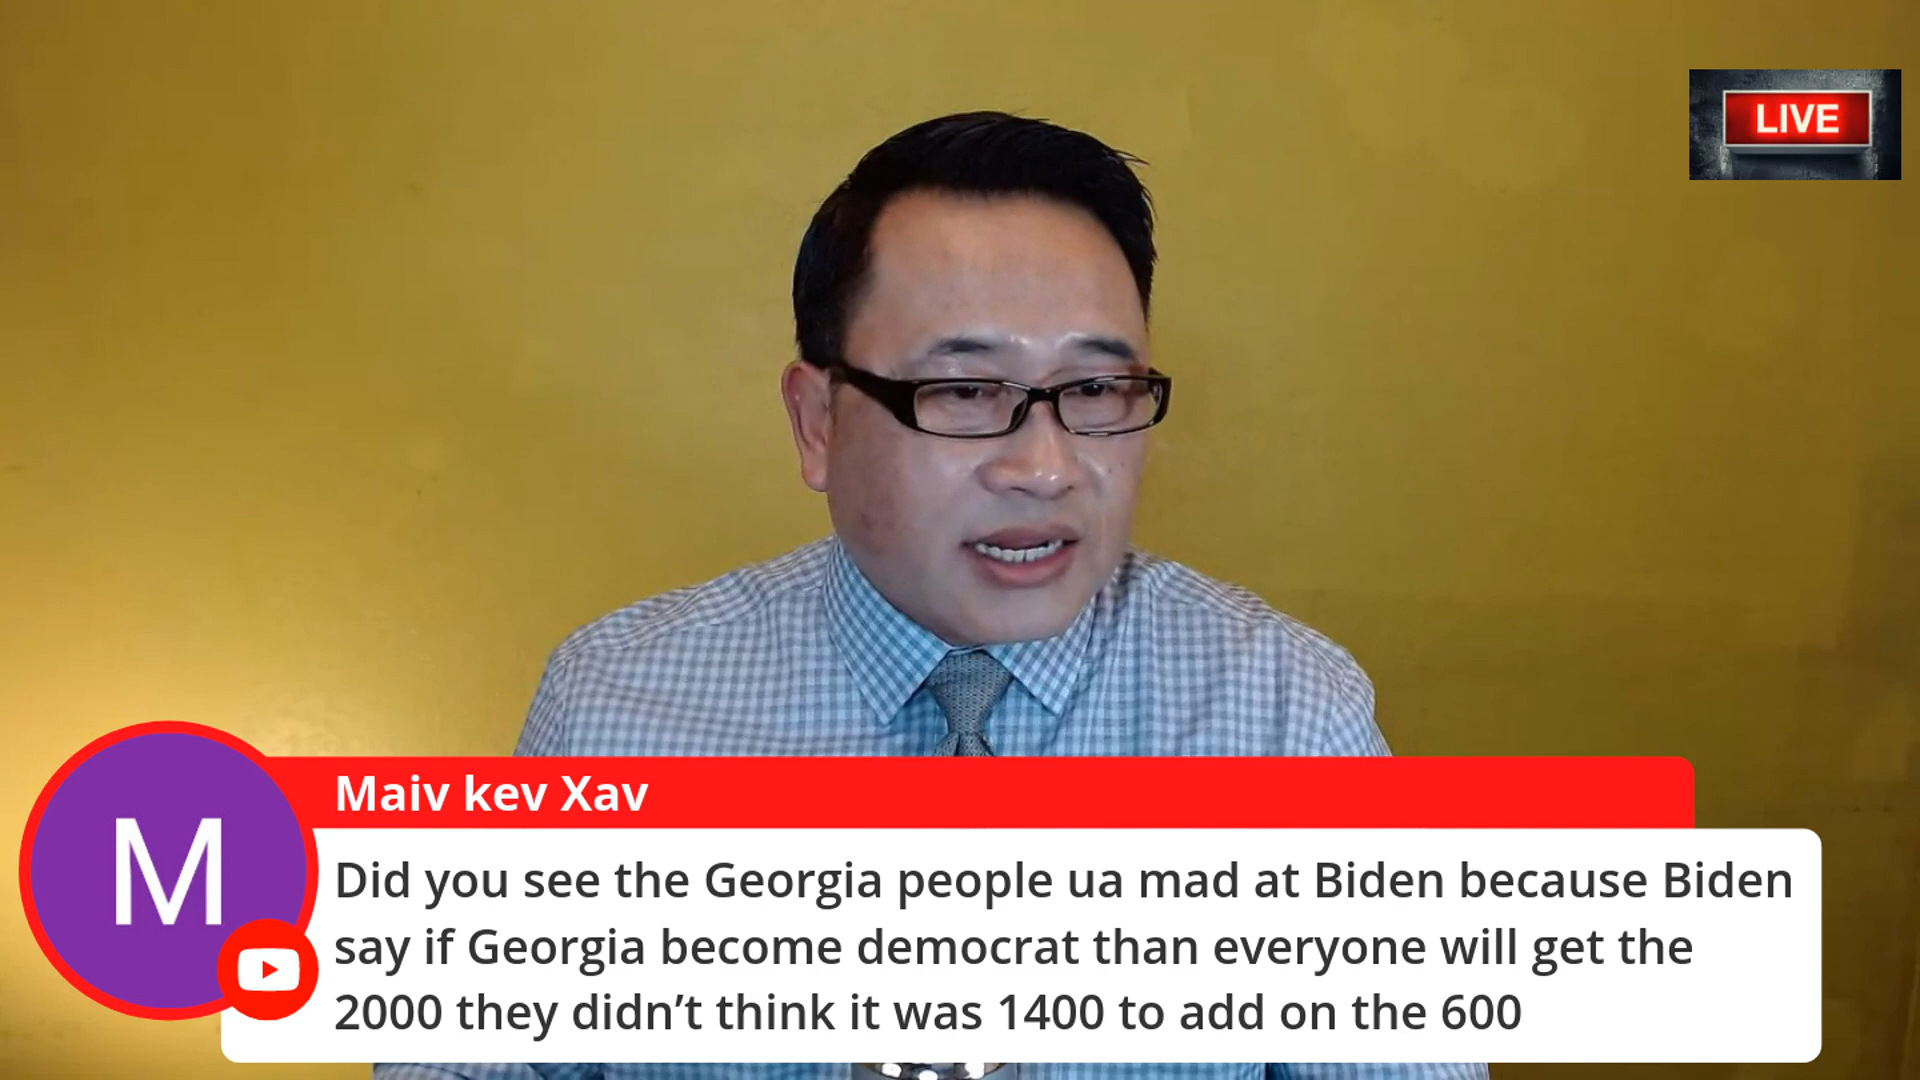 LIVE
Maiv kev Xav
M
Did you see the Georgia people ua mad at Biden because Biden
say if Georgia become democrat than everyone will get the
2000 they didn’t think it was 1400 to add on the 600